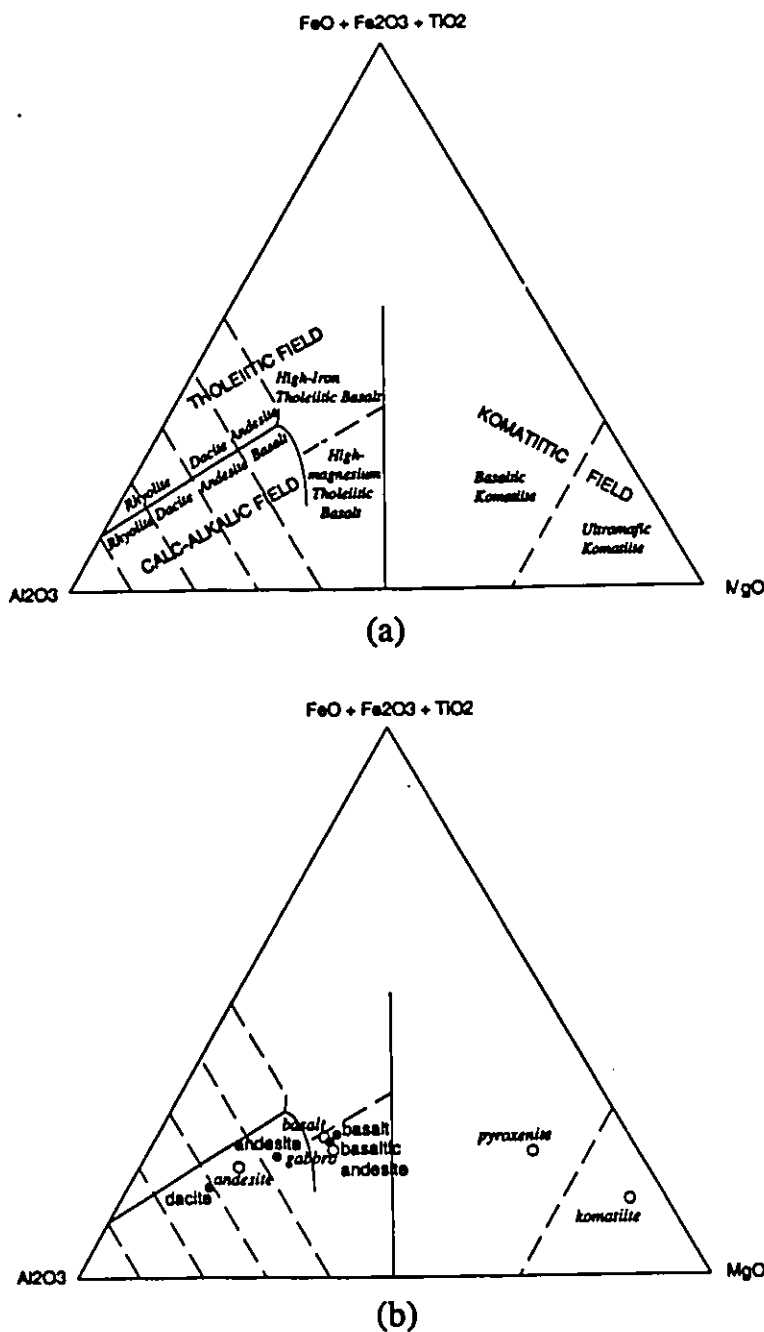 FeO + Fe2O3 + TiO2
THOLEIITIC FIELD
High-Iron
Tholeiitic Basalt
Rhyolite Dacite Andesite
Rhyolite Dacite Andesite Basalt
CALC-ALKALIC FIELD
High-
magnesium
Tholeiitic
Basalt
KOMATIITIC
FIELD
Basaltic
Komatiite
Ultramafic
Komatiite
Al2O3
MgO
(a)
FeO + Fe2O3 + TiO2
basalt
basalt
andesite
gabbro
basaltic
andesite
andesite
dacite
pyroxenite
komatiite
Al2O3
MgO
(b)